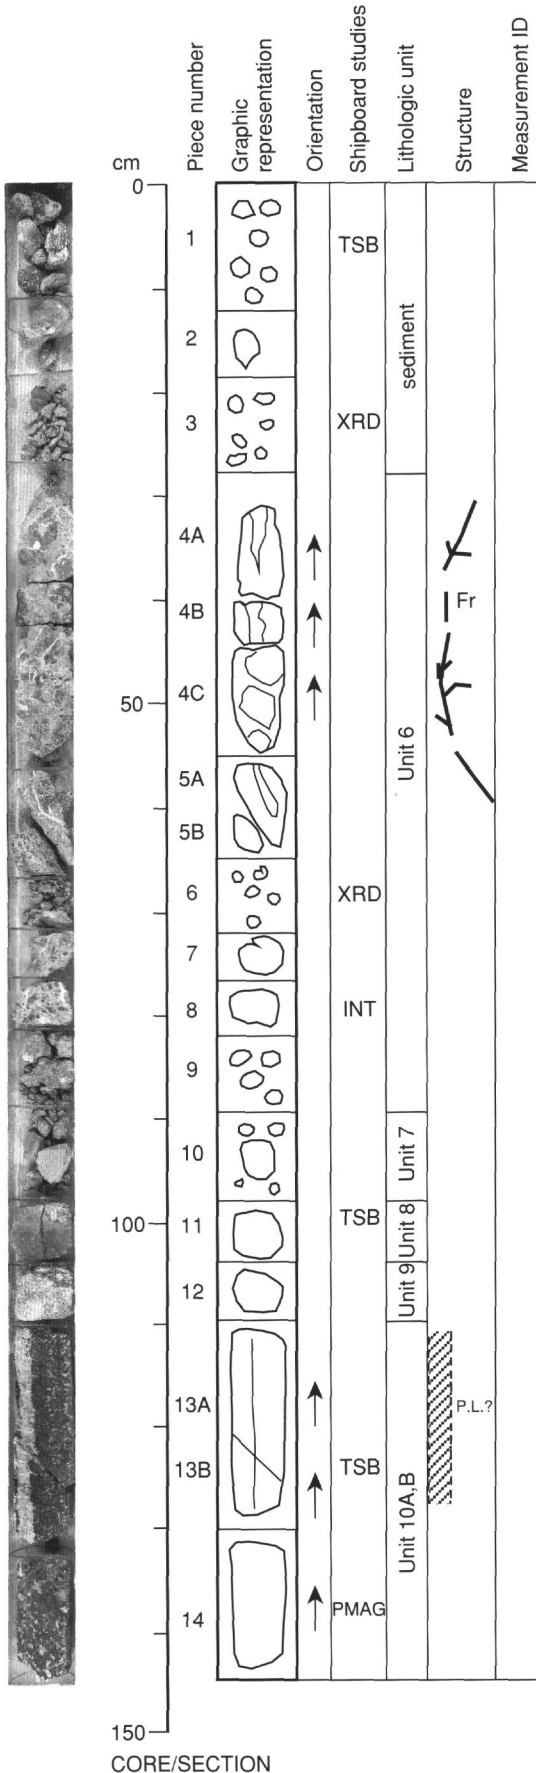 cm
Piece number
Graphic
representation
Orientation
Shipboard studies
Lithologic unit
Structure
Measurement ID
0
1
TSB
2
sediment
3
XRD
4A
4B
Fr
4C
50
Unit 6
5A
5B
6
XRD
7
8
INT
9
10
Unit 7
100
11
TSB
Unit 8
12
Unit 9
13A
P.L.?
13B
TSB
Unit 10A,B
14
PMAG
150
CORE/SECTION